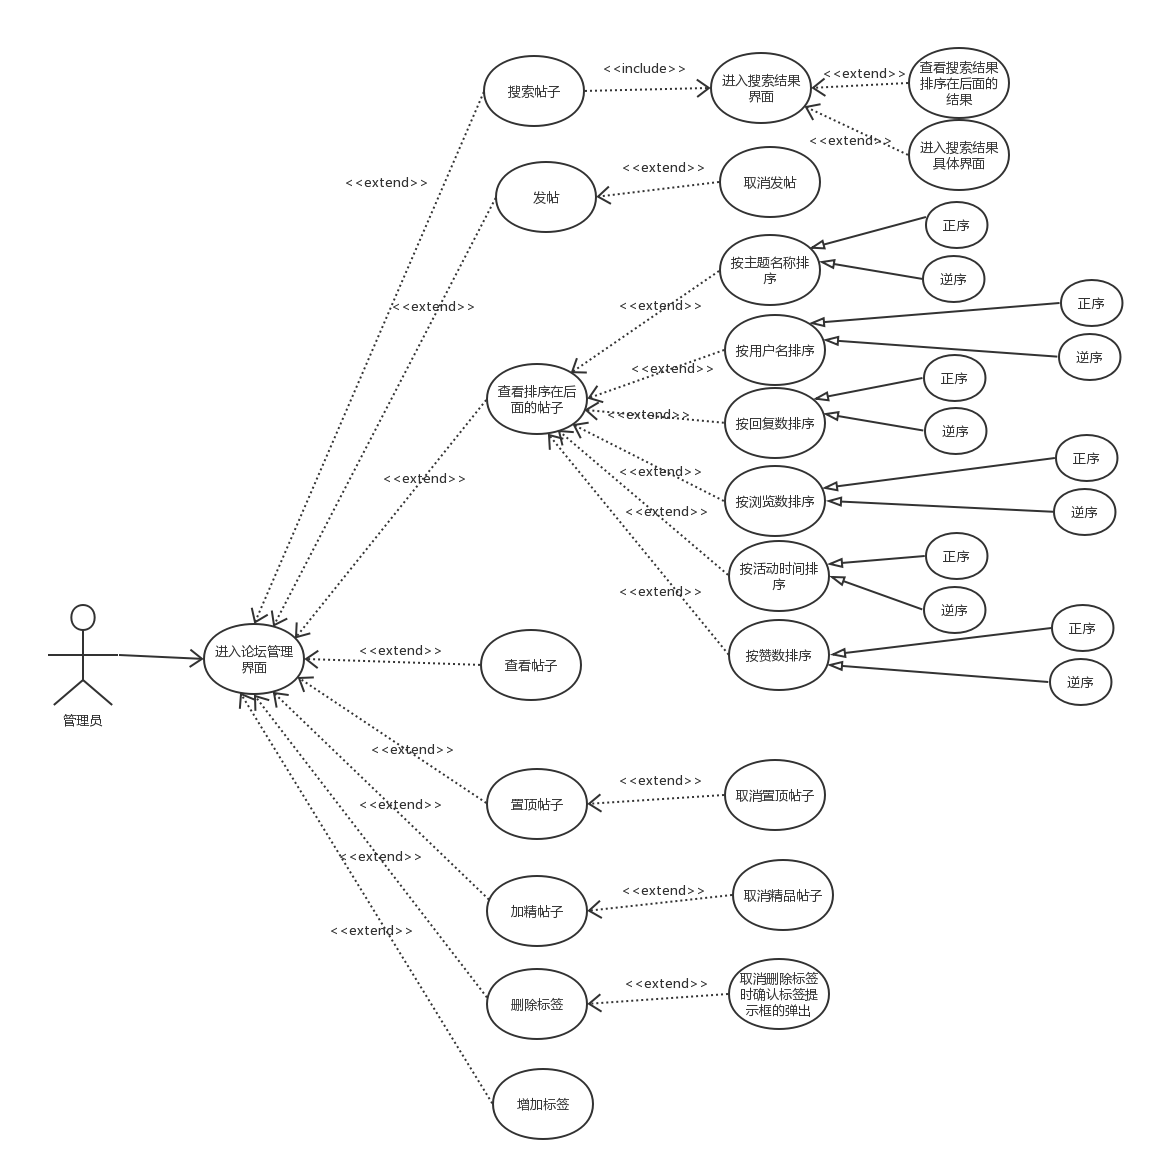 <<include>>
搜索帖子
进入搜索结果
界面
<<extend>>
查看搜索结果
排序在后面的
结果
<<extend>>
进入搜索结果
具体界面
<<extend>>
发帖
<<extend>>
取消发帖
<<extend>>
按主题名称排
序
正序
逆序
<<extend>>
按用户名排序
正序
逆序
<<extend>>
查看排序在后
面的帖子
<<extend>>
按回复数排序
正序
逆序
<<extend>>
<<extend>>
按浏览数排序
正序
逆序
<<extend>>
<<extend>>
按活动时间排
序
正序
逆序
<<extend>>
按赞数排序
正序
逆序
管理员
进入论坛管理
界面
<<extend>>
查看帖子
<<extend>>
置顶帖子
<<extend>>
取消置顶帖子
<<extend>>
加精帖子
<<extend>>
取消精品帖子
<<extend>>
删除标签
<<extend>>
取消删除标签
时确认标签提
示框的弹出
<<extend>>
增加标签